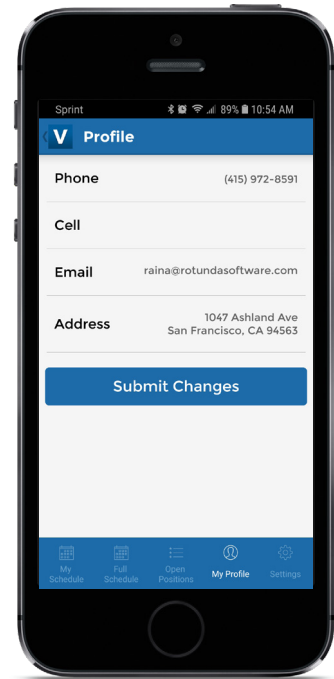 Sprint 89% 10:54 AM
V Profile
Phone (415) 972-8591
Cell
Email raina@rotundasoftware.com
Address 1047 Ashland Ave
San Francisco, CA 94563
Submit Changes
My Schedule Full Schedule Open Positions My Profile Settings